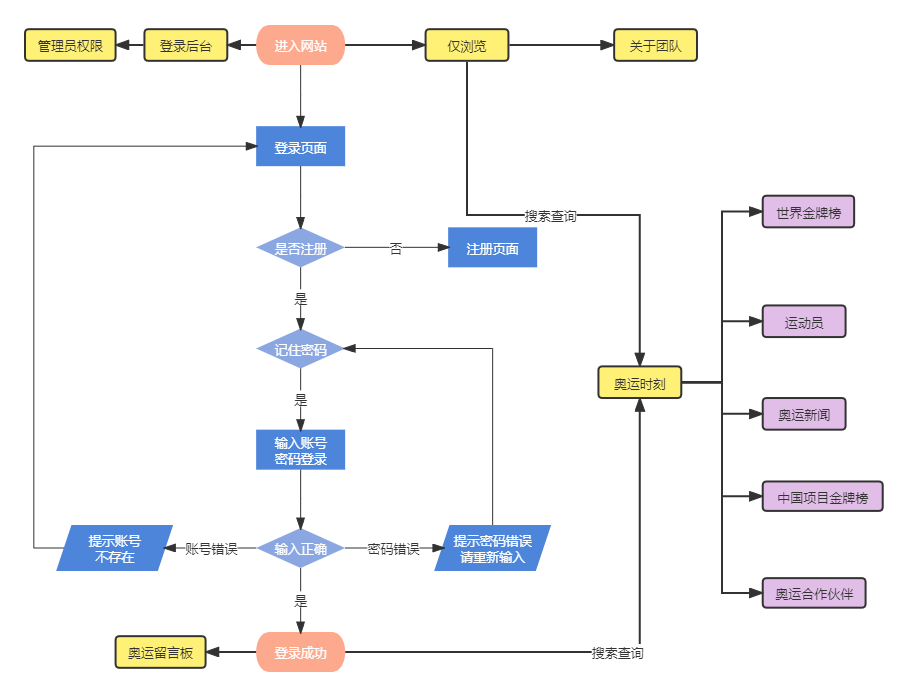 管理员权限
登录后台
进入网站
仅浏览
关于团队
登录页面
世界金牌榜
搜索查询
是否注册
否
注册页面
是
运动员
记住密码
奥运时刻
是
奥运新闻
输入账号
密码登录
中国项目金牌榜
提示账号
不存在
账号错误
输入正确
密码错误
提示密码错误
请重新输入
奥运合作伙伴
是
奥运留言板
登录成功
搜索查询